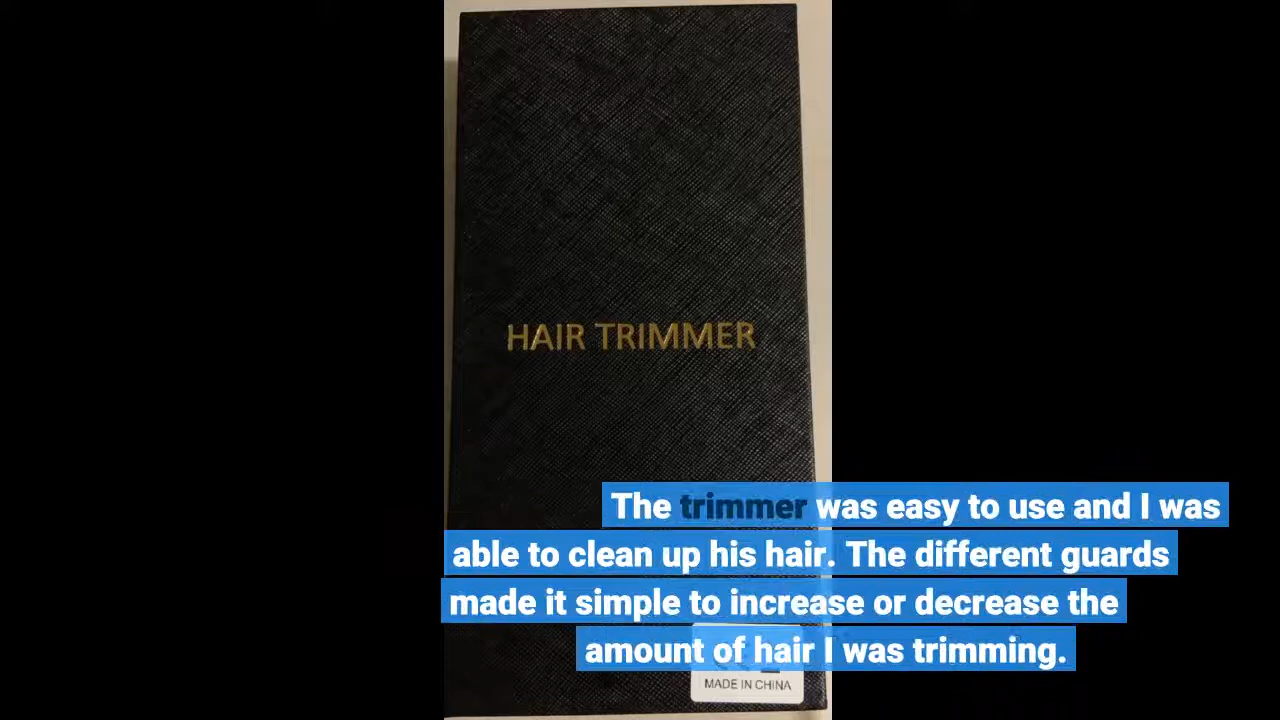 HAIR TRIMMER
The trimmer was easy to use and I was
able to clean up his hair. The different guards
made it simple to increase or decrease the
amount of hair I was trimming.
MADE IN CHINA